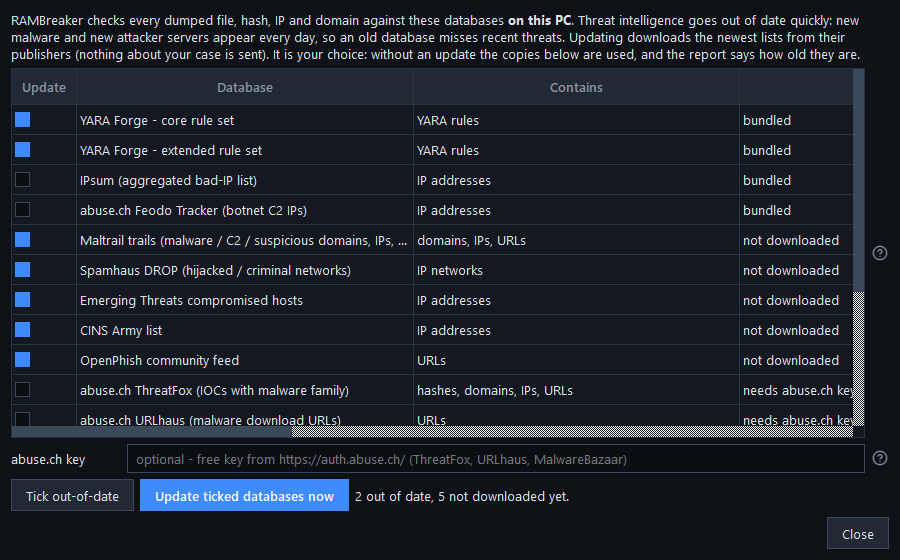 RAMBreaker checks every dumped file, hash, IP and domain against these databases on this PC. Threat intelligence goes out of date quickly: new
malware and new attacker servers appear every day, so an old database misses recent threats. Updating downloads the newest lists from their
publishers (nothing about your case is sent). It is your choice: without an update the copies below are used, and the report says how old they are.
Update Database Contains
YARA Forge - core rule set YARA rules bundled
YARA Forge - extended rule set YARA rules bundled
IPsum (aggregated bad-IP list) IP addresses bundled
abuse.ch Feodo Tracker (botnet C2 IPs) IP addresses bundled
Maltrail trails (malware / C2 / suspicious domains, IPs, ... domains, IPs, URLs not downloaded
Spamhaus DROP (hijacked / criminal networks) IP networks not downloaded
Emerging Threats compromised hosts IP addresses not downloaded
CINS Army list IP addresses not downloaded
OpenPhish community feed URLs not downloaded
abuse.ch ThreatFox (IOCs with malware family) hashes, domains, IPs, URLs needs abuse.ch key
abuse.ch URLhaus (malware download URLs) URLs needs abuse.ch key
abuse.ch key optional - free key from https://auth.abuse.ch/ (ThreatFox, URLhaus, MalwareBazaar)
Tick out-of-date Update ticked databases now 2 out of date, 5 not downloaded yet.
Close